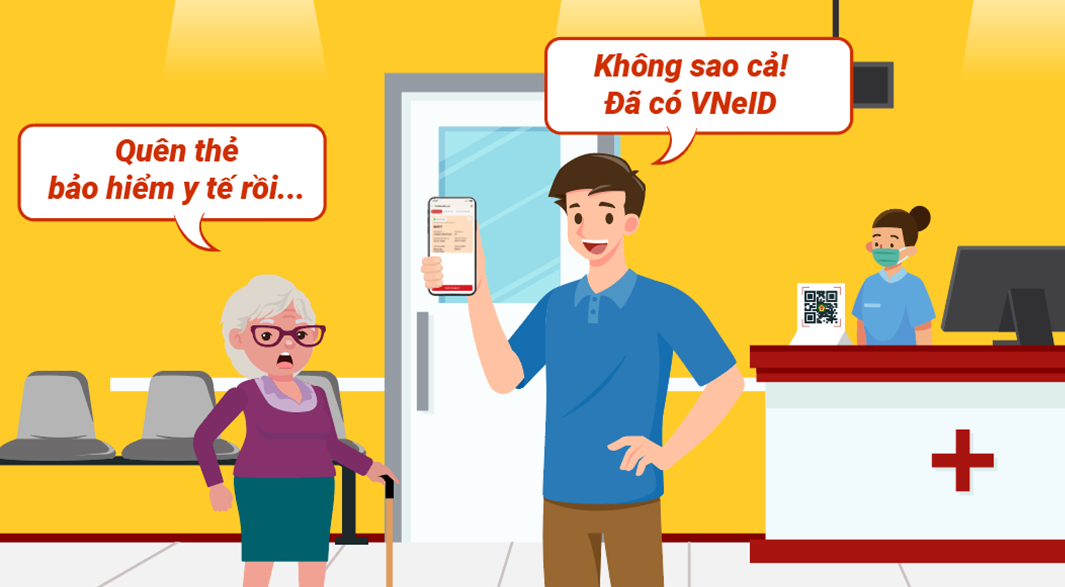 Quên thẻ
bảo hiểm y tế rồi...
Không sao cả!
Đã có VNeID